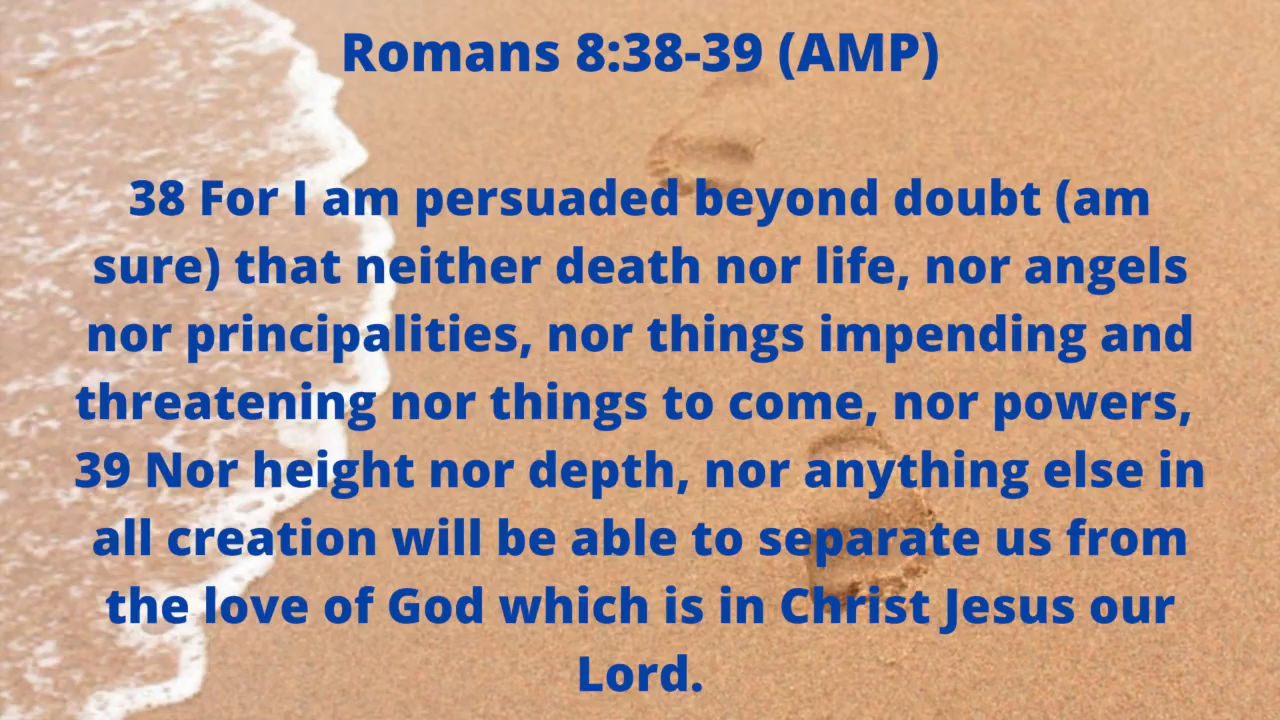 Romans 8:38-39 (AMP)
38 For I am persuaded beyond doubt (am
sure) that neither death nor life, nor angels
nor principalities, nor things impending and
threatening nor things to come, nor powers,
39 Nor height nor depth, nor anything else in
all creation will be able to separate us from
the love of God which is in Christ Jesus our
Lord.